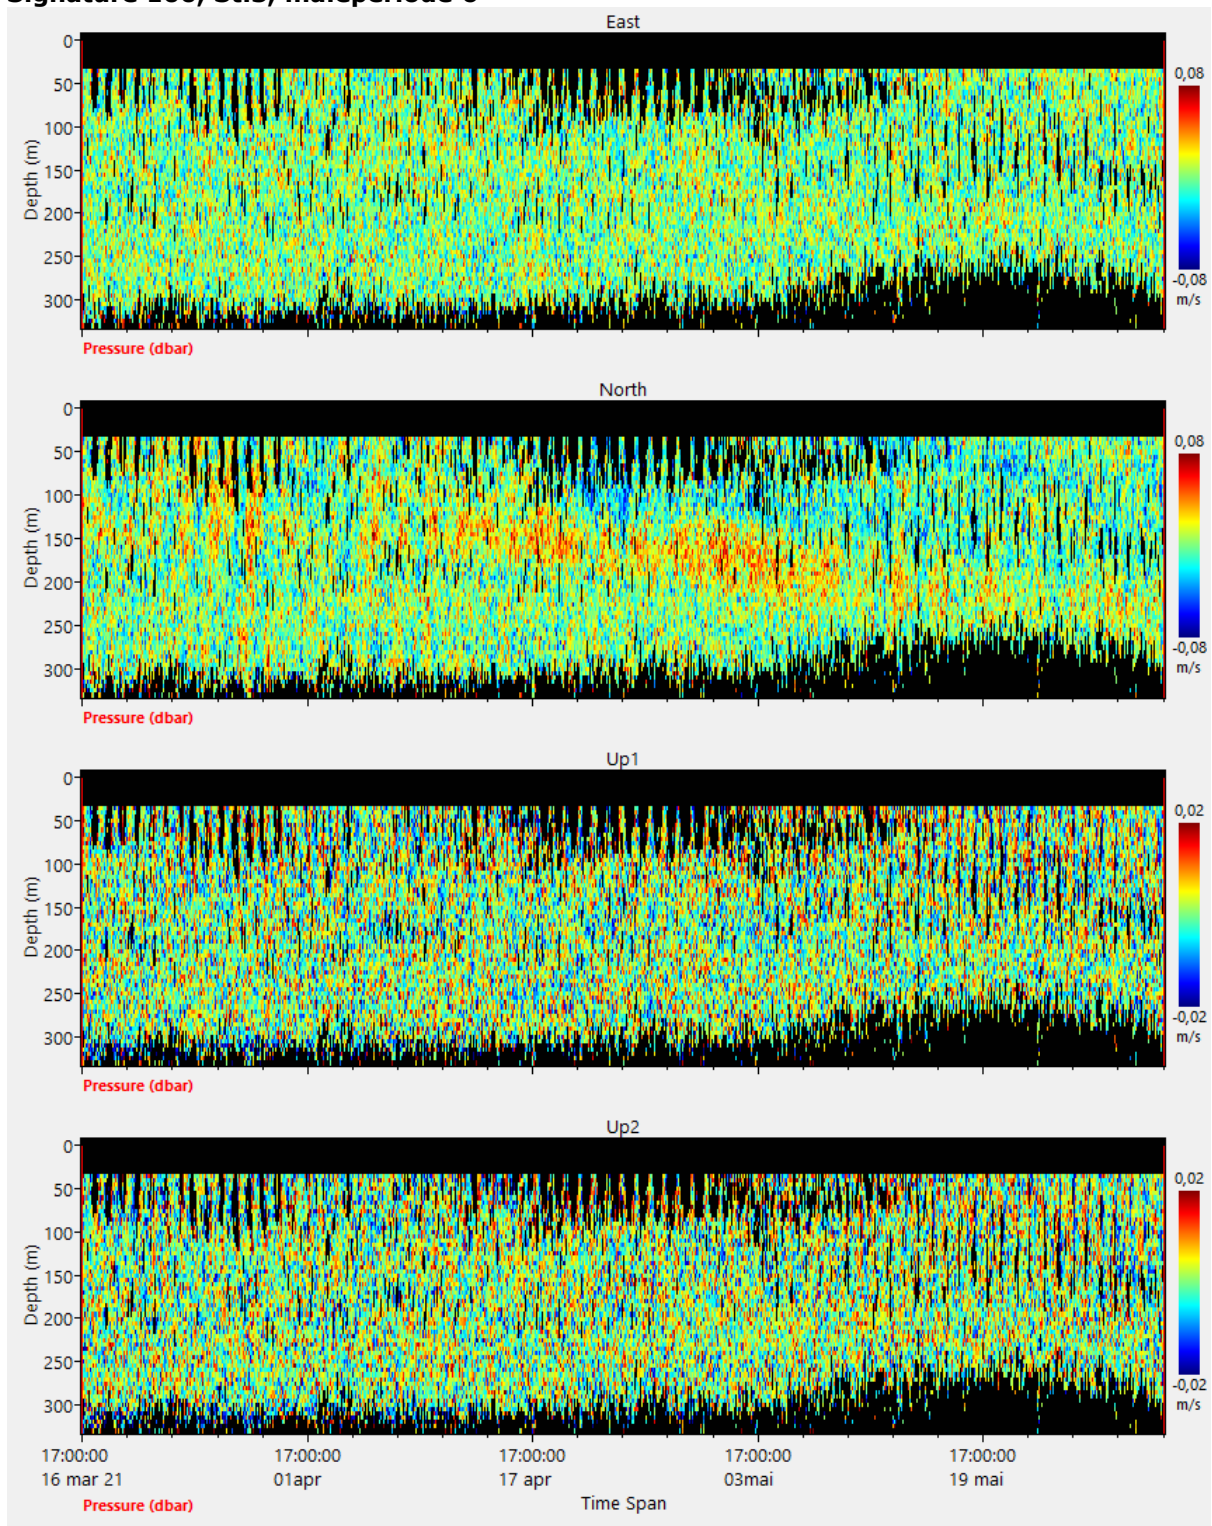 East
0
50
100
150
200
250
300
Depth (m)
0,08
-0,08
m/s
Pressure (dbar)
North
0
50
100
150
200
250
300
Depth (m)
0,08
-0,08
m/s
Pressure (dbar)
Up1
0
50
100
150
200
250
300
Depth (m)
0,02
-0,02
m/s
Pressure (dbar)
Up2
0
50
100
150
200
250
300
Depth (m)
0,02
-0,02
m/s
17:00:00 17:00:00 17:00:00 17:00:00 17:00:00
16 mar 21 01apr 17 apr 03mai 19 mai
Pressure (dbar) Time Span